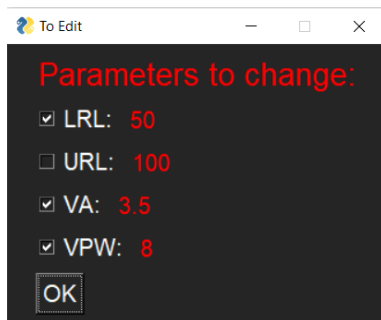 To Edit
Parameters to change:
LRL: 50
URL: 100
VA: 3.5
VPW: 8
OK